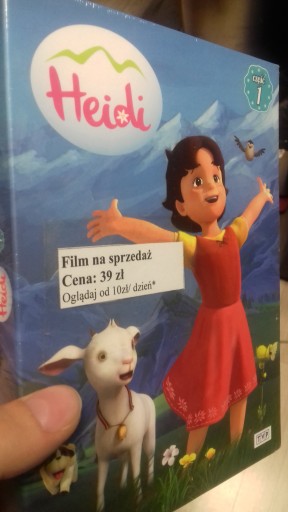 Heidi
część
1
Film na sprzedaż
Cena: 39 zł
Oglądaj od 10zł/ dzień*
Heidi